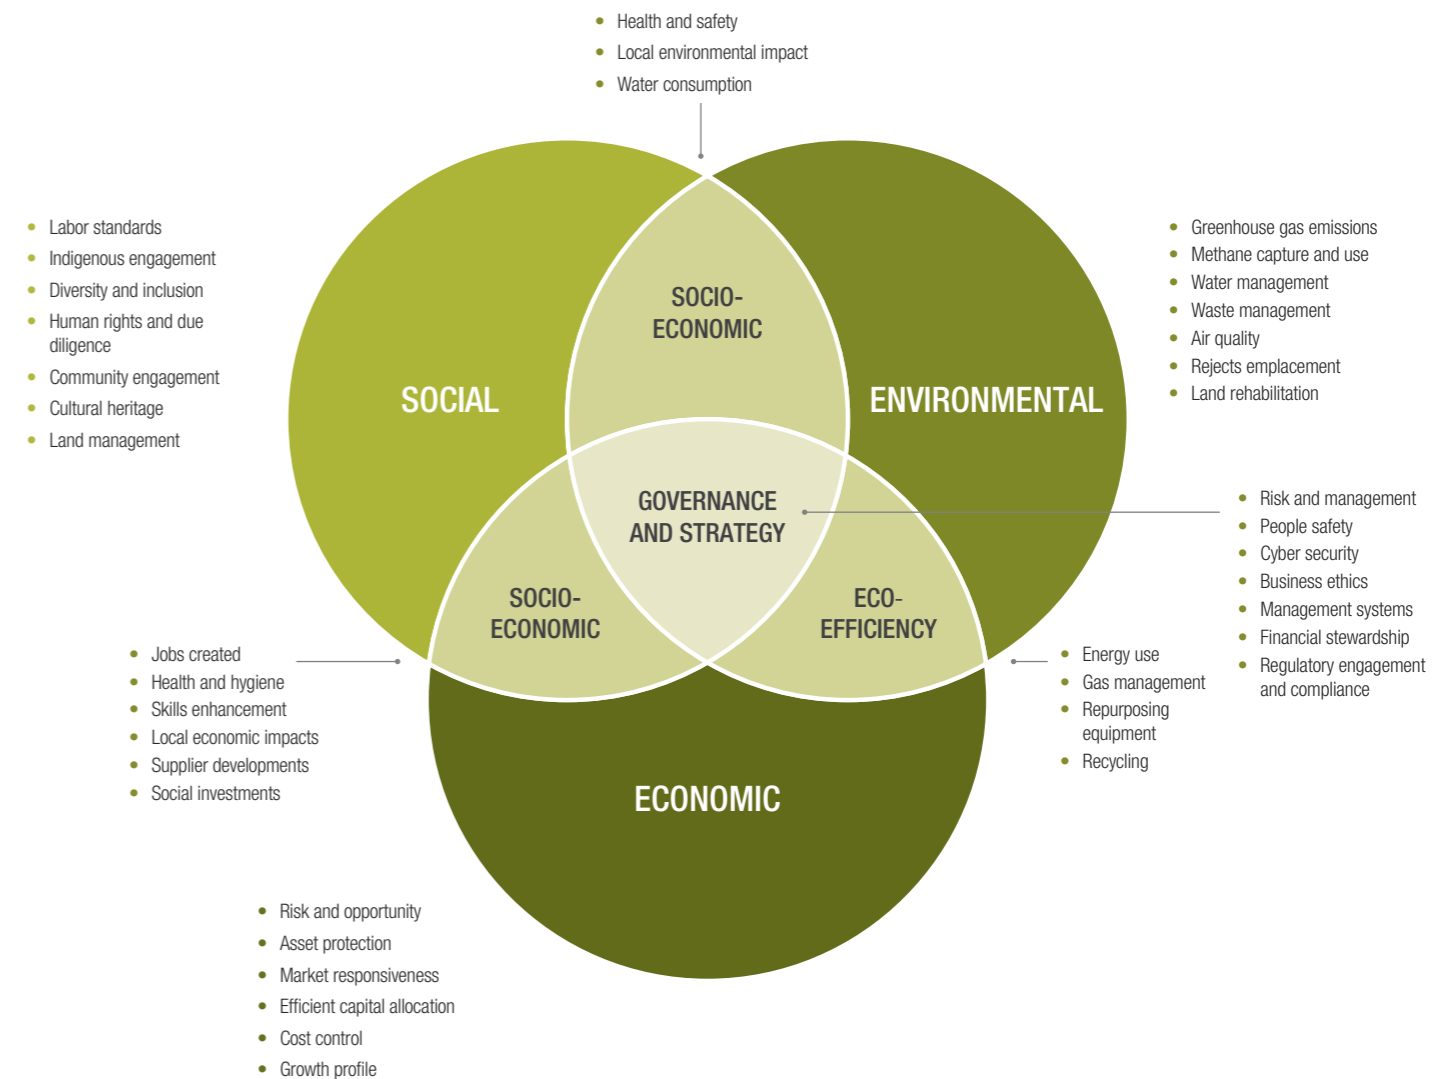 Health and safety
Local environmental impact
Water consumption
Labor standards
Indigenous engagement
Diversity and inclusion
Human rights and due
diligence
Community engagement
Cultural heritage
Land management
SOCIAL
SOCIO-
ECONOMIC
ENVIRONMENTAL
Greenhouse gas emissions
Methane capture and use
Water management
Waste management
Air quality
Rejects emplacement
Land rehabilitation
GOVERNANCE
AND STRATEGY
Risk and management
People safety
Cyber security
Business ethics
Management systems
Financial stewardship
Regulatory engagement
and compliance
SOCIO-
ECONOMIC
ECO-
EFFICIENCY
Jobs created
Health and hygiene
Skills enhancement
Local economic impacts
Supplier developments
Social investments
Energy use
Gas management
Repurposing
equipment
Recycling
ECONOMIC
Risk and opportunity
Asset protection
Market responsiveness
Efficient capital allocation
Cost control
Growth profile